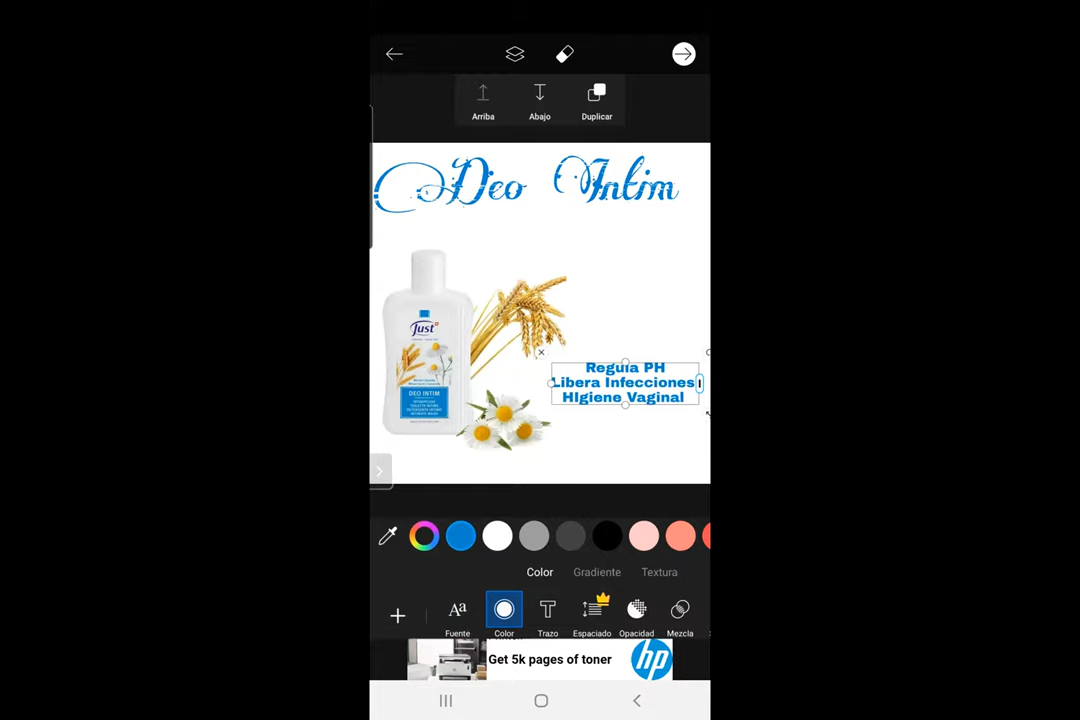 Arriba
Abajo
Duplicar
Deo Intim
Just
DEO INTIM
Regula PH
Libera Infecciones
HIgiene Vaginal
Color
Gradiente
Textura
Aa
Fuente
Color
Trazo
Espaciado
Opacidad
Mezcla
Get 5k pages of toner
hp